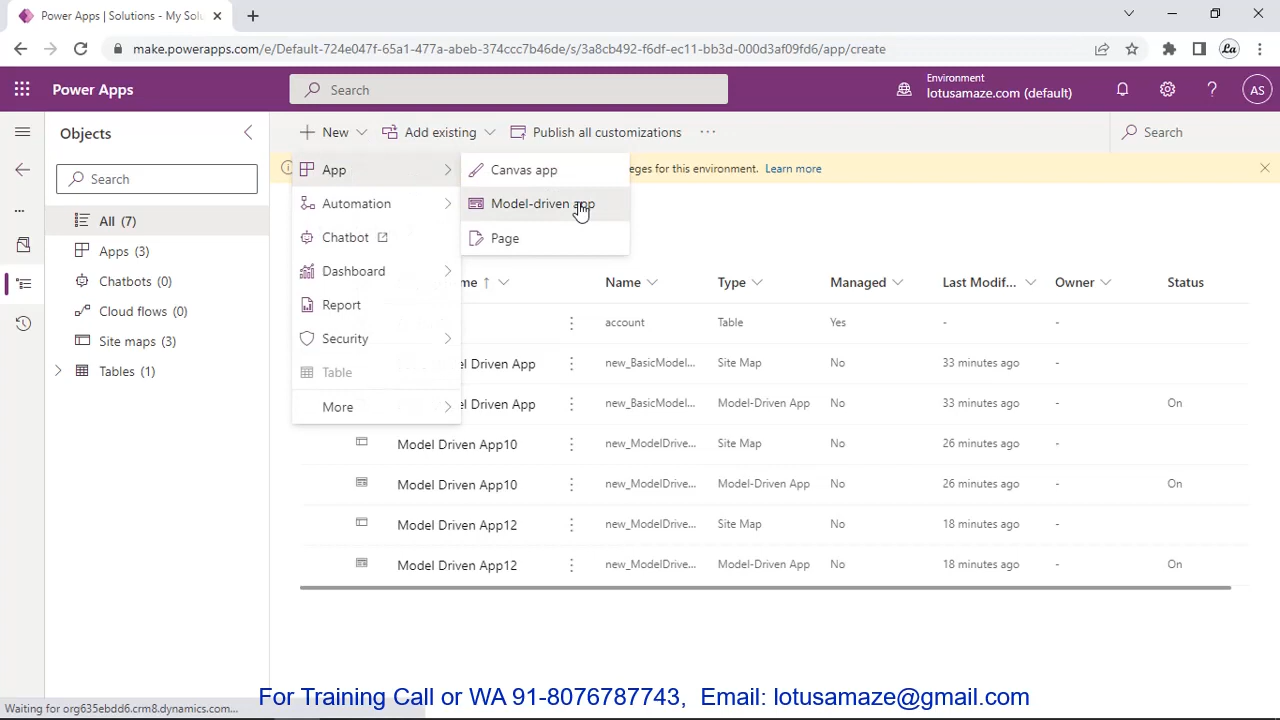 Power Apps | Solutions - My Solu
make.powerapps.com/e/Default-724e047f-65a1-477a-abeb-374ccc7b46de/s/3a8cb492-f6df-ec11-bb3d-000d3af09fd6/app/create
La
Power Apps
Search
Environment
lotusamaze.com (default)
?
AS
Objects
New
Add existing
Publish all customizations
...
Search
Search
App
Canvas app
eges for this environment. Learn more
Automation
Model-driven app
Chatbot
Page
Dashboard
Report
Security
Table
More
All (7)
Apps (3)
Chatbots (0)
Cloud flows (0)
Site maps (3)
Tables (1)
me ↑ Name Type Managed Last Modif... Owner Status
account Table Yes - -
el Driven App new_BasicModel... Site Map No 33 minutes ago -
el Driven App new_BasicModel... Model-Driven App No 33 minutes ago - On
Model Driven App10 new_ModelDrive... Site Map No 26 minutes ago -
Model Driven App10 new_ModelDrive... Model-Driven App No 26 minutes ago - On
Model Driven App12 new_ModelDrive... Site Map No 18 minutes ago -
Model Driven App12 new_ModelDrive... Model-Driven App No 18 minutes ago - On
Waiting for org635ebdd6.crm8.dynamics.com...
For Training Call or WA 91-8076787743, Email: lotusamaze@gmail.com